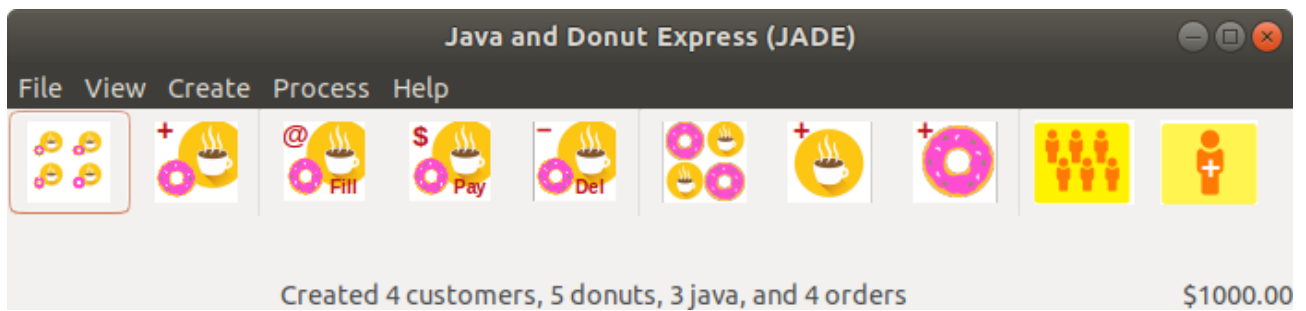 Java and Donut Express (JADE)
File View Create Process Help
+ @ Fill $ Pay – Del + + +
Created 4 customers, 5 donuts, 3 java, and 4 orders $1000.00